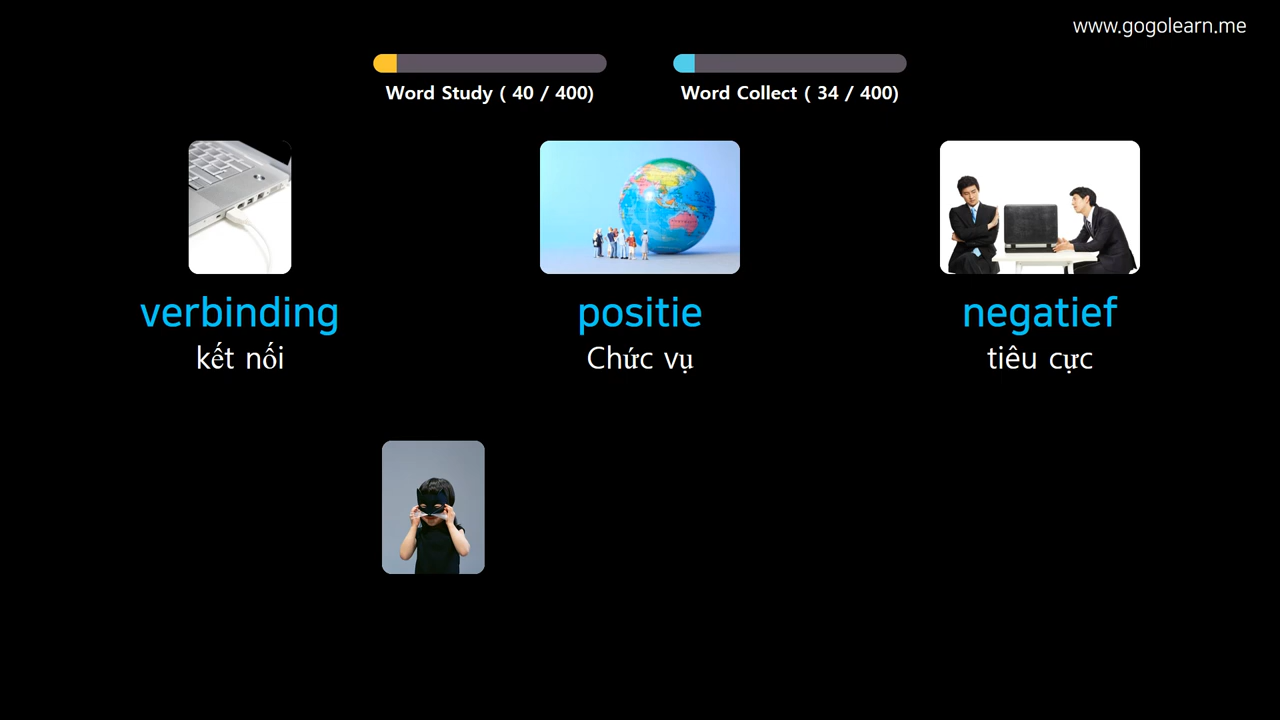 www.gogolearn.me
Word Study ( 40 / 400)
Word Collect ( 34 / 400)
verbinding
kết nối
positie
Chức vụ
negatief
tiêu cực